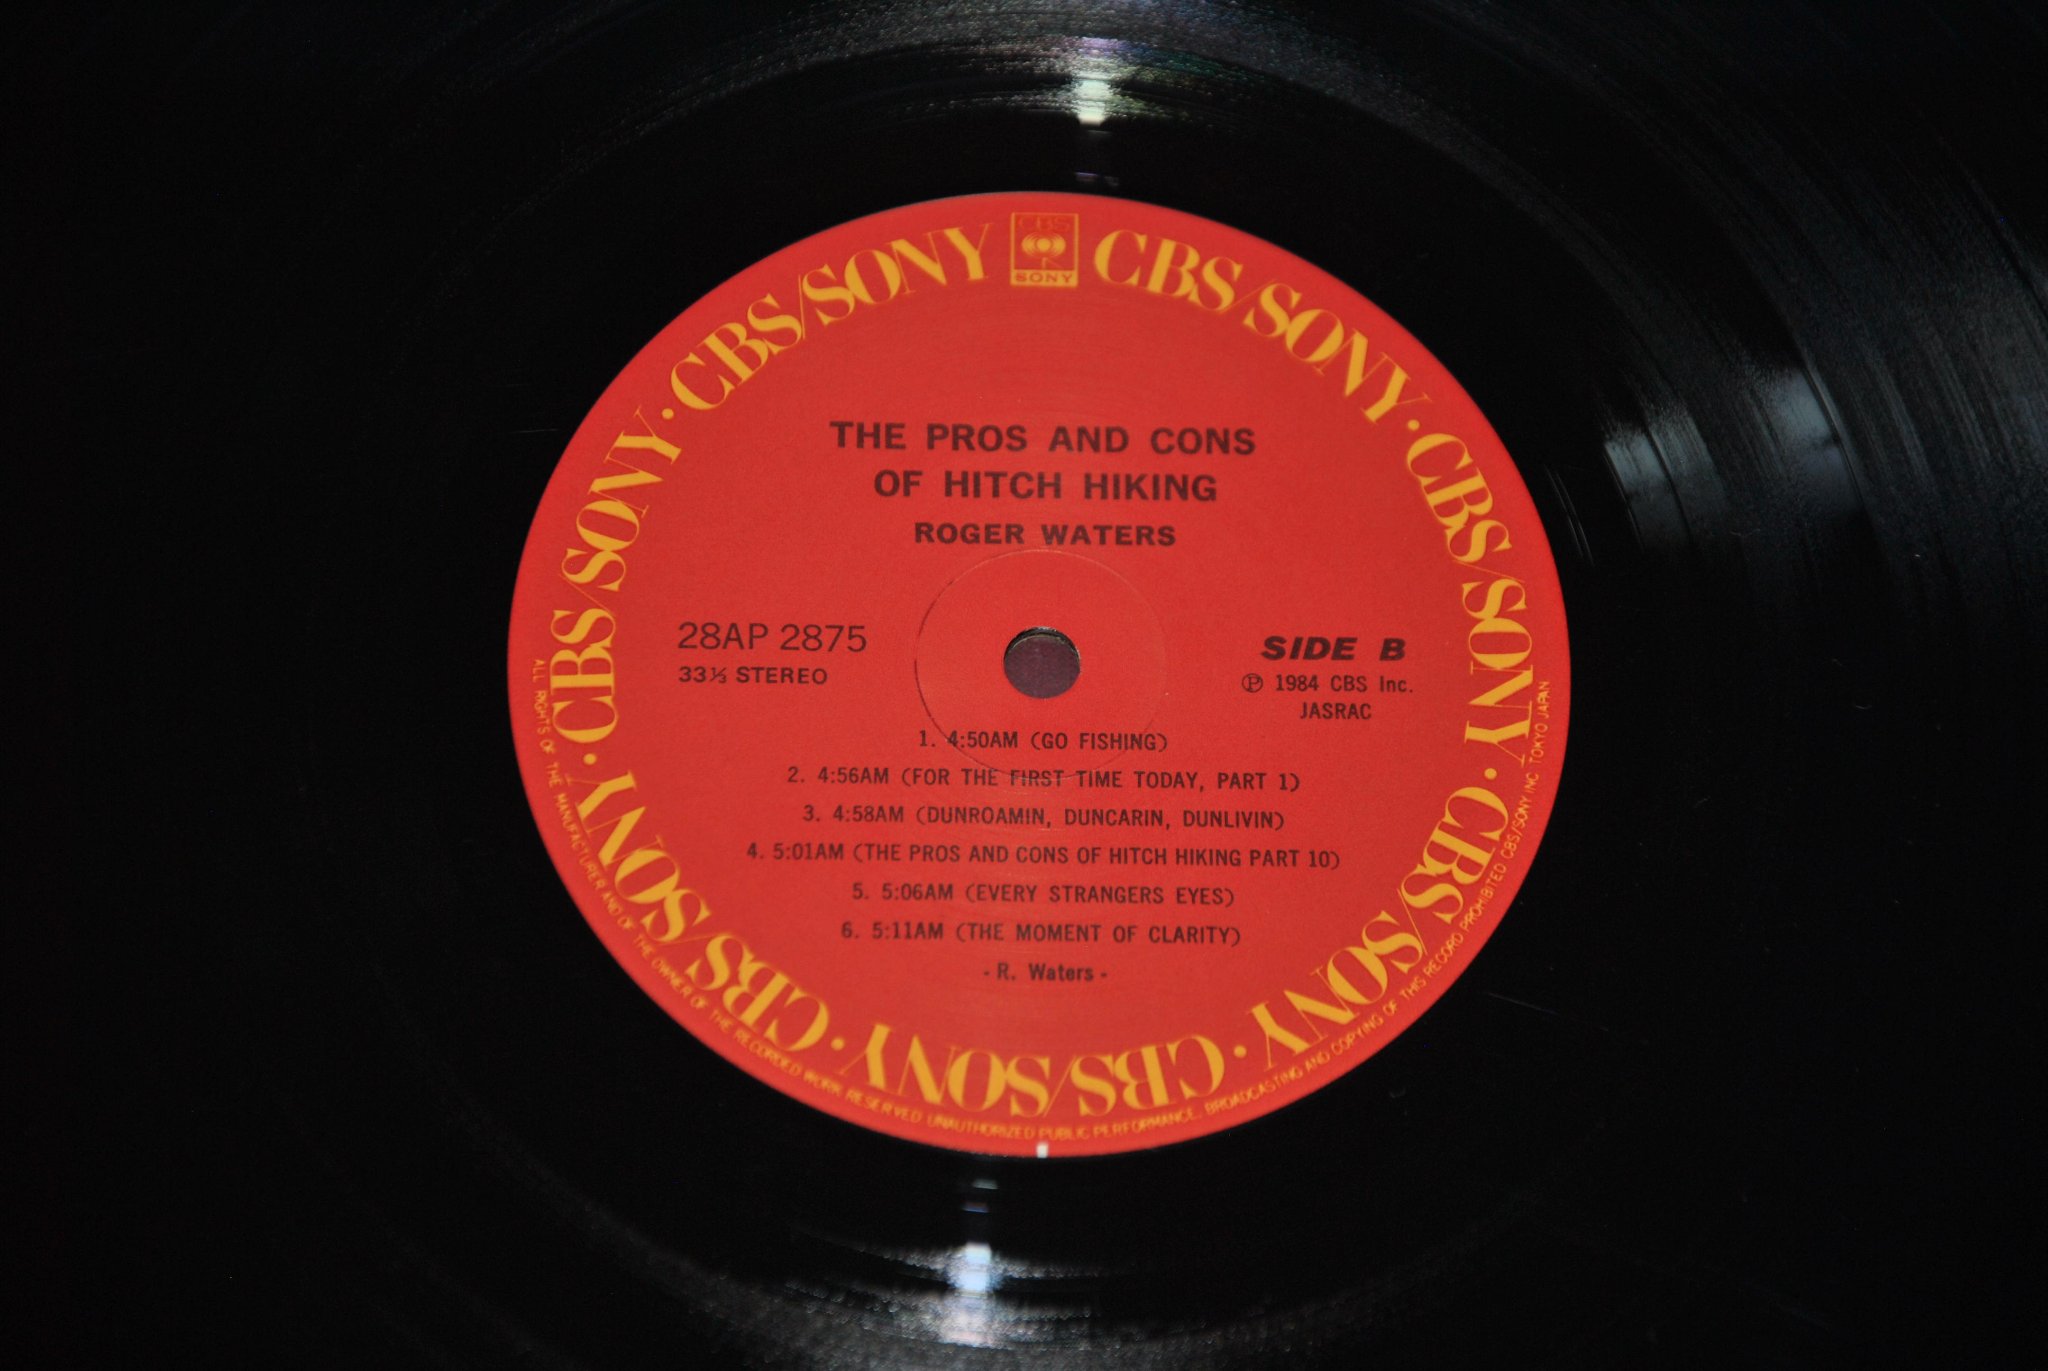 CBS
SONY
CBS/SONY · CBS/SONY · CBS/SONY · CBS/SONY · CBS/SONY · CBS/SONY · CBS/SONY · CBS/SONY
THE PROS AND CONS
OF HITCH HIKING
ROGER WATERS
28AP 2875
33⅓ STEREO
SIDE B
Ⓟ 1984 CBS Inc.
JASRAC
1. 4:50AM (GO FISHING)
2. 4:56AM (FOR THE FIRST TIME TODAY, PART 1)
3. 4:58AM (DUNROAMIN, DUNCARIN, DUNLIVIN)
4. 5:01AM (THE PROS AND CONS OF HITCH HIKING PART 10)
5. 5:06AM (EVERY STRANGERS EYES)
6. 5:11AM (THE MOMENT OF CLARITY)
- R. Waters -
ALL RIGHTS OF THE MANUFACTURER AND OF THE OWNER OF THE RECORDED WORK RESERVED UNAUTHORIZED PUBLIC PERFORMANCE, BROADCASTING AND COPYING OF THIS RECORD PROHIBITED CBS/SONY INC TOKYO JAPAN